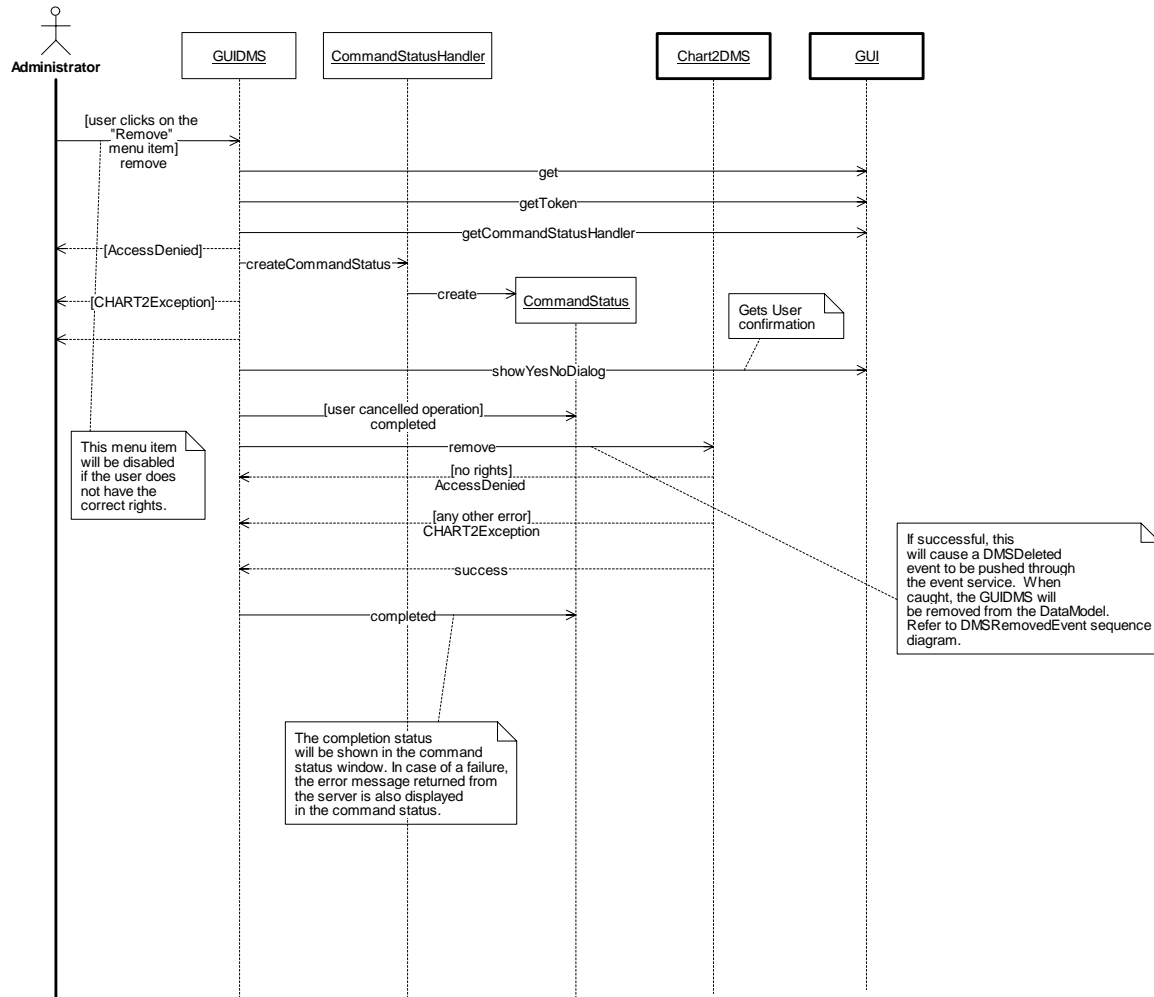 Administrator
GUIDMS
CommandStatusHandler
Chart2DMS
GUI
[user clicks on the
"Remove"
menu item]
remove
get
getToken
getCommandStatusHandler
[AccessDenied]
createCommandStatus
[CHART2Exception]
create
CommandStatus
Gets User
confirmation
showYesNoDialog
[user cancelled operation]
completed
This menu item
will be disabled
if the user does
not have the
correct rights.
remove
[no rights]
AccessDenied
[any other error]
CHART2Exception
success
If successful, this
will cause a DMSDeleted
event to be pushed through
the event service. When
caught, the GUIDMS will
be removed from the DataModel.
Refer to DMSRemovedEvent sequence
diagram.
completed
The completion status
will be shown in the command
status window. In case of a failure,
the error message returned from
the server is also displayed
in the command status.